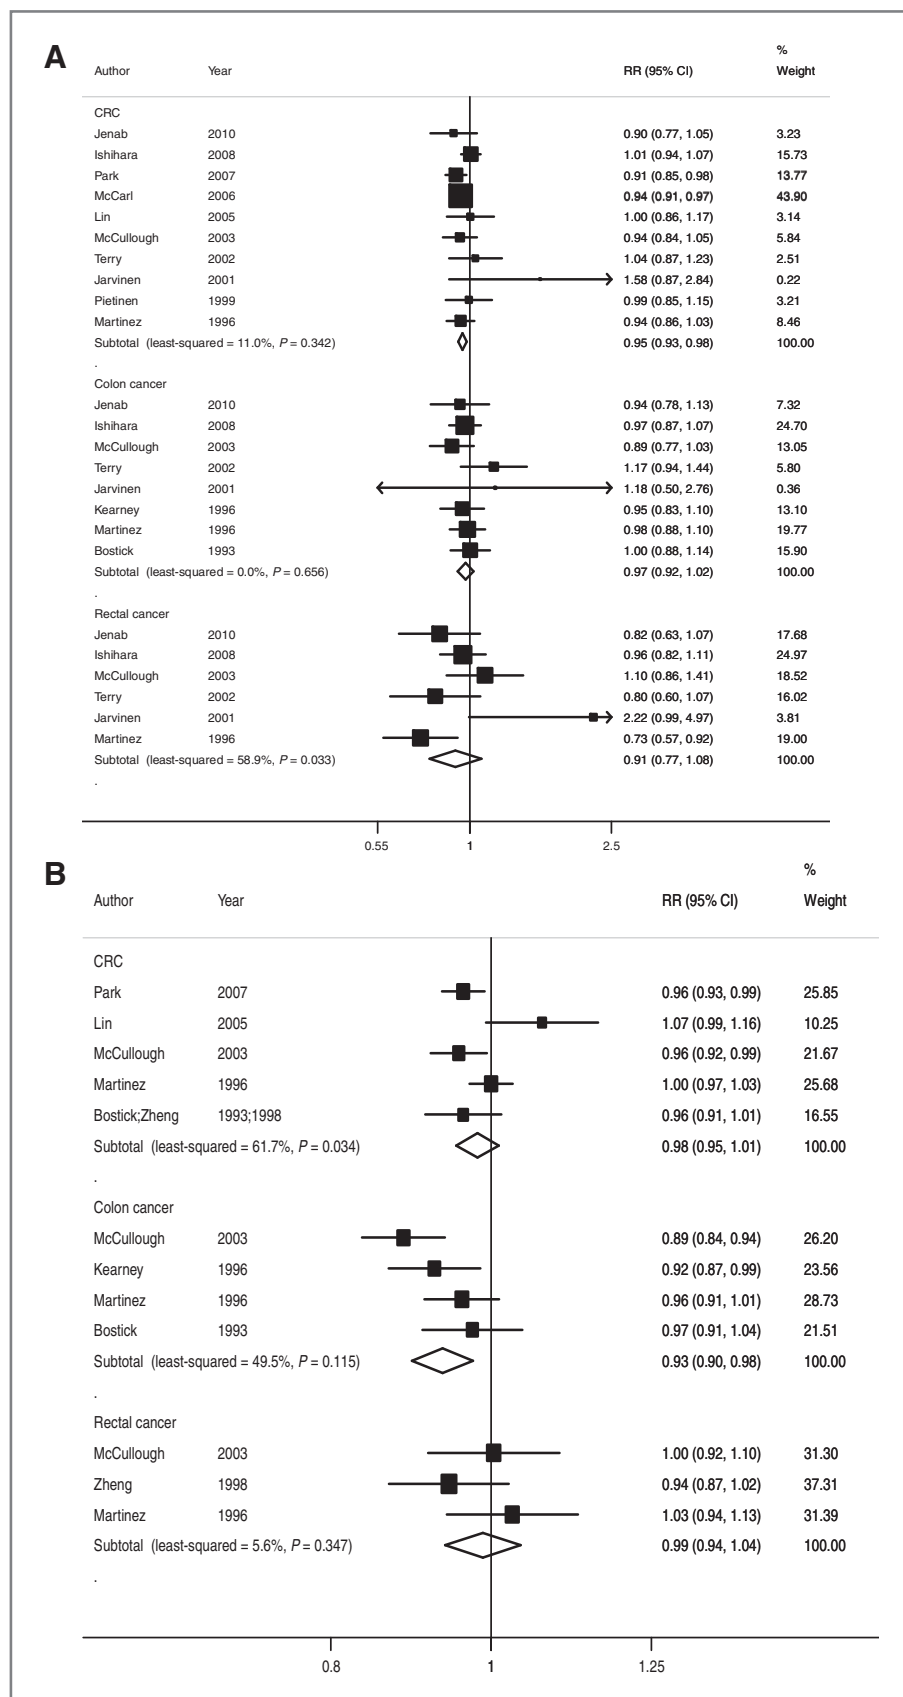 A
%
Author Year RR (95% CI) Weight
CRC
Jenab 2010 0.90 (0.77, 1.05) 3.23
Ishihara 2008 1.01 (0.94, 1.07) 15.73
Park 2007 0.91 (0.85, 0.98) 13.77
McCarl 2006 0.94 (0.91, 0.97) 43.90
Lin 2005 1.00 (0.86, 1.17) 3.14
McCullough 2003 0.94 (0.84, 1.05) 5.84
Terry 2002 1.04 (0.87, 1.23) 2.51
Jarvinen 2001 1.58 (0.87, 2.84) 0.22
Pietinen 1999 0.99 (0.85, 1.15) 3.21
Martinez 1996 0.94 (0.86, 1.03) 8.46
Subtotal (least-squared = 11.0%, P = 0.342) 0.95 (0.93, 0.98) 100.00
.
Colon cancer
Jenab 2010 0.94 (0.78, 1.13) 7.32
Ishihara 2008 0.97 (0.87, 1.07) 24.70
McCullough 2003 0.89 (0.77, 1.03) 13.05
Terry 2002 1.17 (0.94, 1.44) 5.80
Jarvinen 2001 1.18 (0.50, 2.76) 0.36
Kearney 1996 0.95 (0.83, 1.10) 13.10
Martinez 1996 0.98 (0.88, 1.10) 19.77
Bostick 1993 1.00 (0.88, 1.14) 15.90
Subtotal (least-squared = 0.0%, P = 0.656) 0.97 (0.92, 1.02) 100.00
.
Rectal cancer
Jenab 2010 0.82 (0.63, 1.07) 17.68
Ishihara 2008 0.96 (0.82, 1.11) 24.97
McCullough 2003 1.10 (0.86, 1.41) 18.52
Terry 2002 0.80 (0.60, 1.07) 16.02
Jarvinen 2001 2.22 (0.99, 4.97) 3.81
Martinez 1996 0.73 (0.57, 0.92) 19.00
Subtotal (least-squared = 58.9%, P = 0.033) 0.91 (0.77, 1.08) 100.00
.
0.55 1 2.5
B
%
Author Year RR (95% CI) Weight
CRC
Park 2007 0.96 (0.93, 0.99) 25.85
Lin 2005 1.07 (0.99, 1.16) 10.25
McCullough 2003 0.96 (0.92, 0.99) 21.67
Martinez 1996 1.00 (0.97, 1.03) 25.68
Bostick;Zheng 1993;1998 0.96 (0.91, 1.01) 16.55
Subtotal (least-squared = 61.7%, P = 0.034) 0.98 (0.95, 1.01) 100.00
.
Colon cancer
McCullough 2003 0.89 (0.84, 0.94) 26.20
Kearney 1996 0.92 (0.87, 0.99) 23.56
Martinez 1996 0.96 (0.91, 1.01) 28.73
Bostick 1993 0.97 (0.91, 1.04) 21.51
Subtotal (least-squared = 49.5%, P = 0.115) 0.93 (0.90, 0.98) 100.00
.
Rectal cancer
McCullough 2003 1.00 (0.92, 1.10) 31.30
Zheng 1998 0.94 (0.87, 1.02) 37.31
Martinez 1996 1.03 (0.94, 1.13) 31.39
Subtotal (least-squared = 5.6%, P = 0.347) 0.99 (0.94, 1.04) 100.00
.
0.8 1 1.25